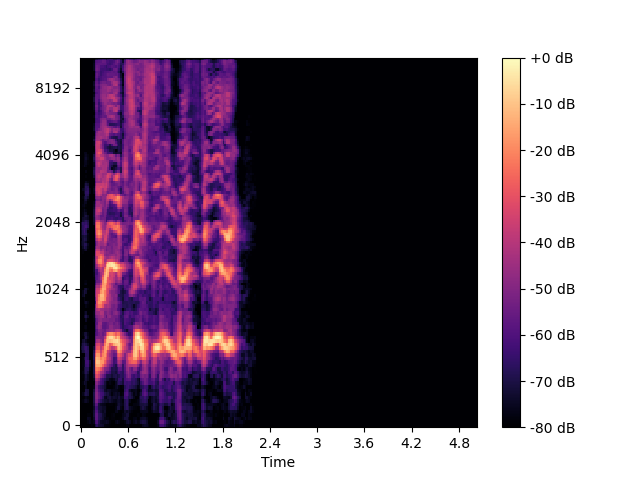 +0 dB
8192
-10 dB
4096
-20 dB
-30 dB
2048
Hz
-40 dB
1024
-50 dB
512
-60 dB
-70 dB
0
-80 dB
0 0.6 1.2 1.8 2.4 3 3.6 4.2 4.8
Time